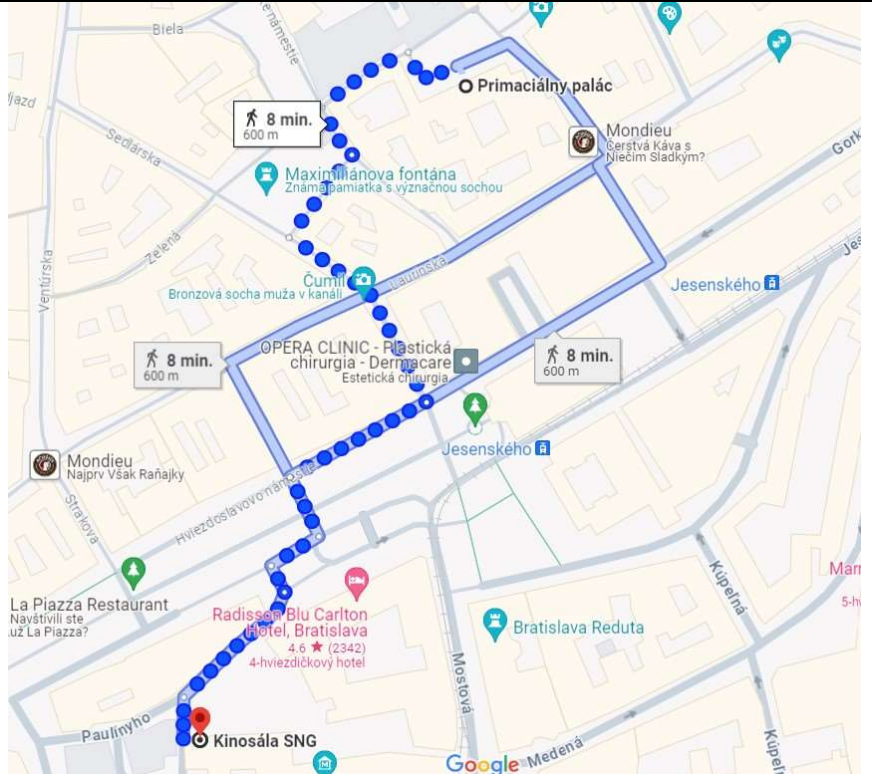 Biela
Primaciálny palác
8 min.
600 m
Mondieu
Čerstvá Káva s
Niečím Sladkým?
Sedlárska
Maximiliánova fontána
Známa pamiatka s význačnou sochou
Ventúrska
Zelená
Laurinská
Čumil
Bronzová socha muža v kanáli
Jesenského
OPERA CLINIC - Plastická
chirurgia - Dermacare
Estetická chirurgia
8 min.
600 m
8 min.
600 m
Jesenského
Mondieu
Najprv Však Raňajky
Hviezdoslavovo námestie
Strakova
La Piazza Restaurant
Navštívili ste
už La Piazza?
Radisson Blu Carlton
Hotel, Bratislava
4.6 ★ (2342)
4-hviezdičkový hotel
Bratislava Reduta
Kúpeľná
Mostová
Paulínyho
Kinosála SNG
Google
Medená